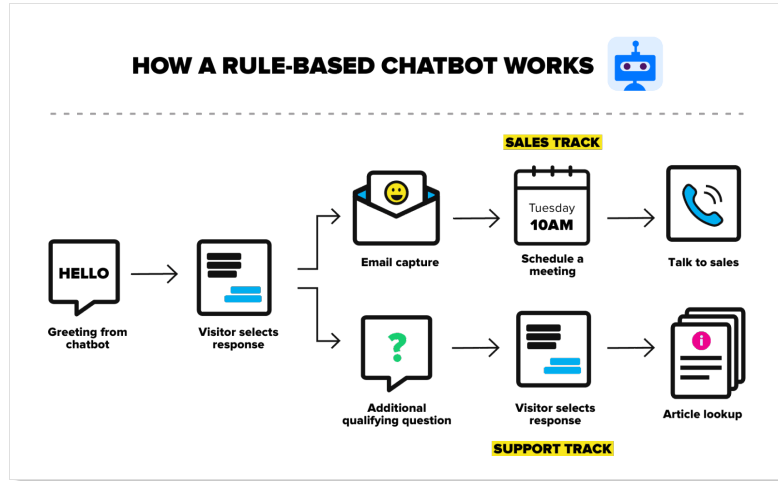 HOW A RULE-BASED CHATBOT WORKS
SALES TRACK
Tuesday
10AM
Email capture
Schedule a
meeting
Talk to sales
HELLO
Greeting from
chatbot
Visitor selects
response
?
Additional
qualifying question
Visitor selects
response
i
Article lookup
SUPPORT TRACK